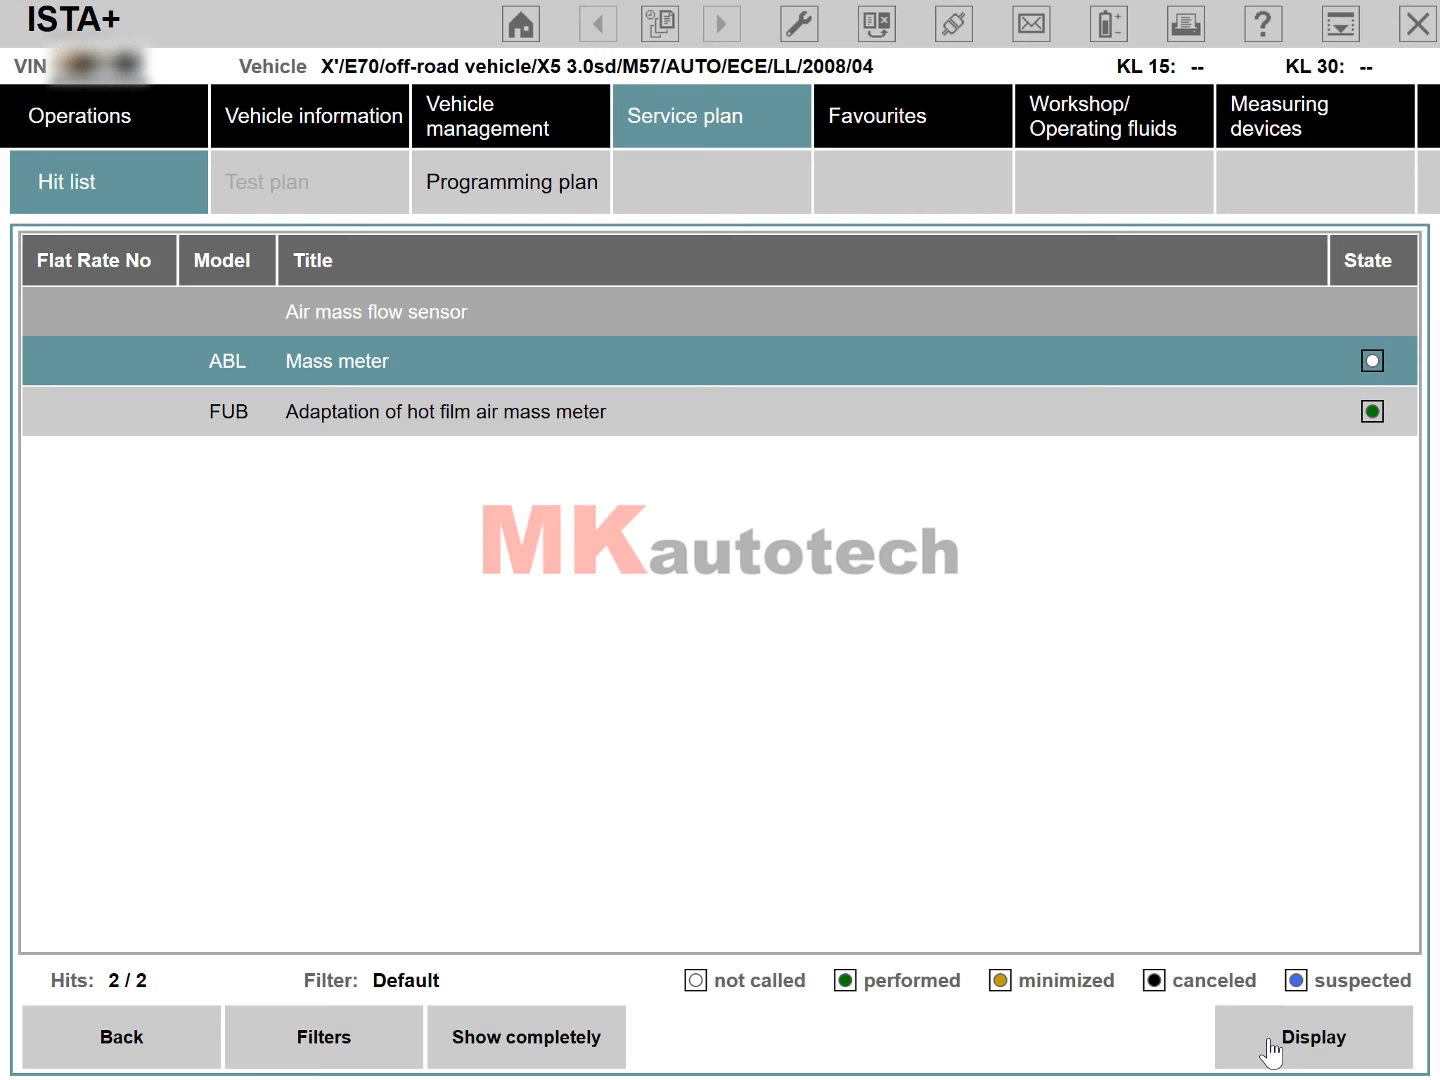 ISTA+
VIN Vehicle X'/E70/off-road vehicle/X5 3.0sd/M57/AUTO/ECE/LL/2008/04 KL 15: -- KL 30: --
Operations Vehicle information Vehicle management Service plan Favourites Workshop/ Operating fluids Measuring devices
Hit list Test plan Programming plan
Flat Rate No Model Title State
Air mass flow sensor
ABL Mass meter
FUB Adaptation of hot film air mass meter
MKautotech
Hits: 2 / 2 Filter: Default not called performed minimized canceled suspected
Back Filters Show completely Display